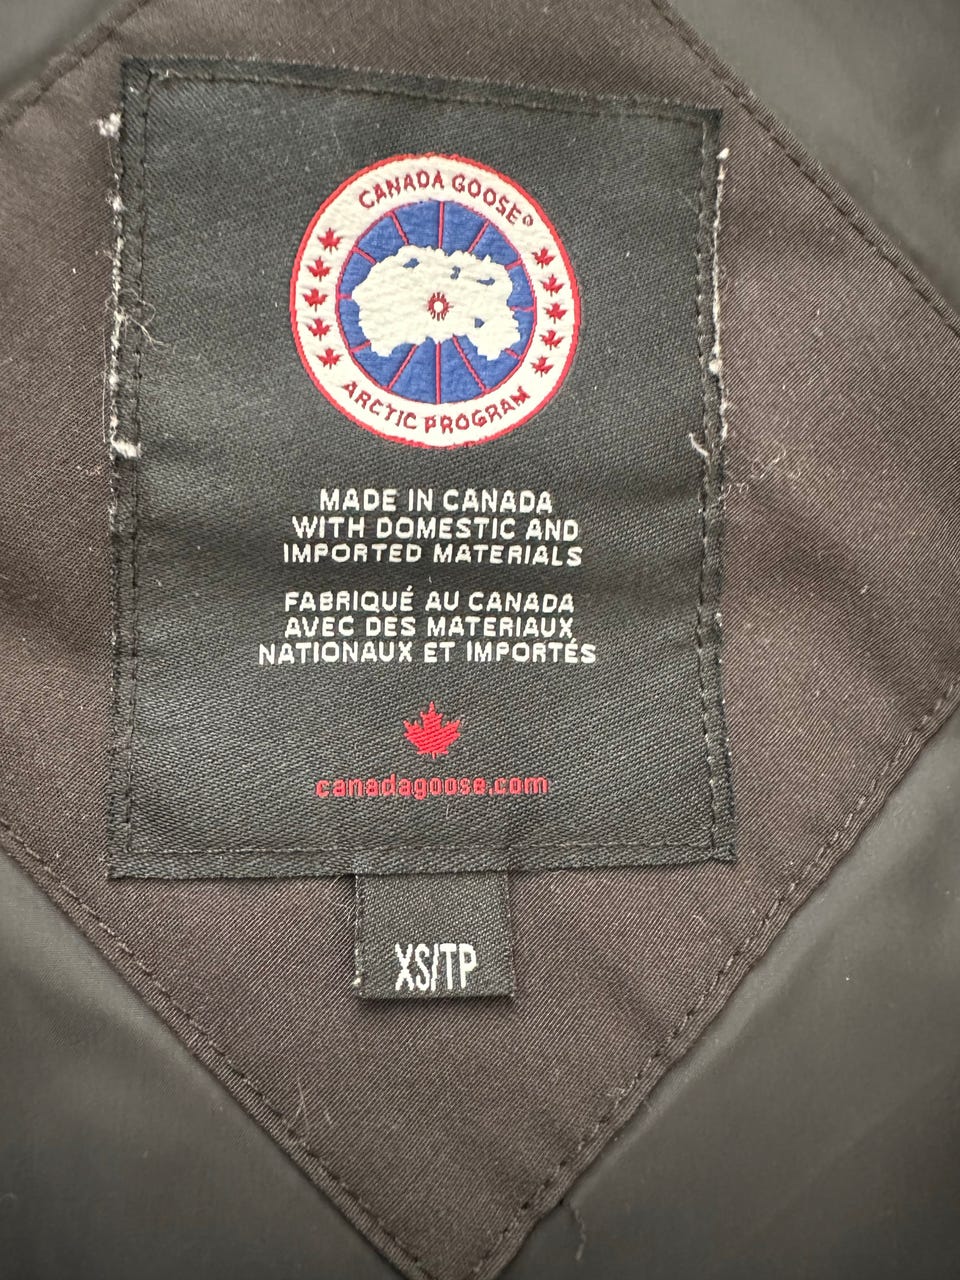 CANADA GOOSE®
ARCTIC PROGRAM
MADE IN CANADA
WITH DOMESTIC AND
IMPORTED MATERIALS
FABRIQUÉ AU CANADA
AVEC DES MATERIAUX
NATIONAUX ET IMPORTÉS
canadagoose.com
XS/TP